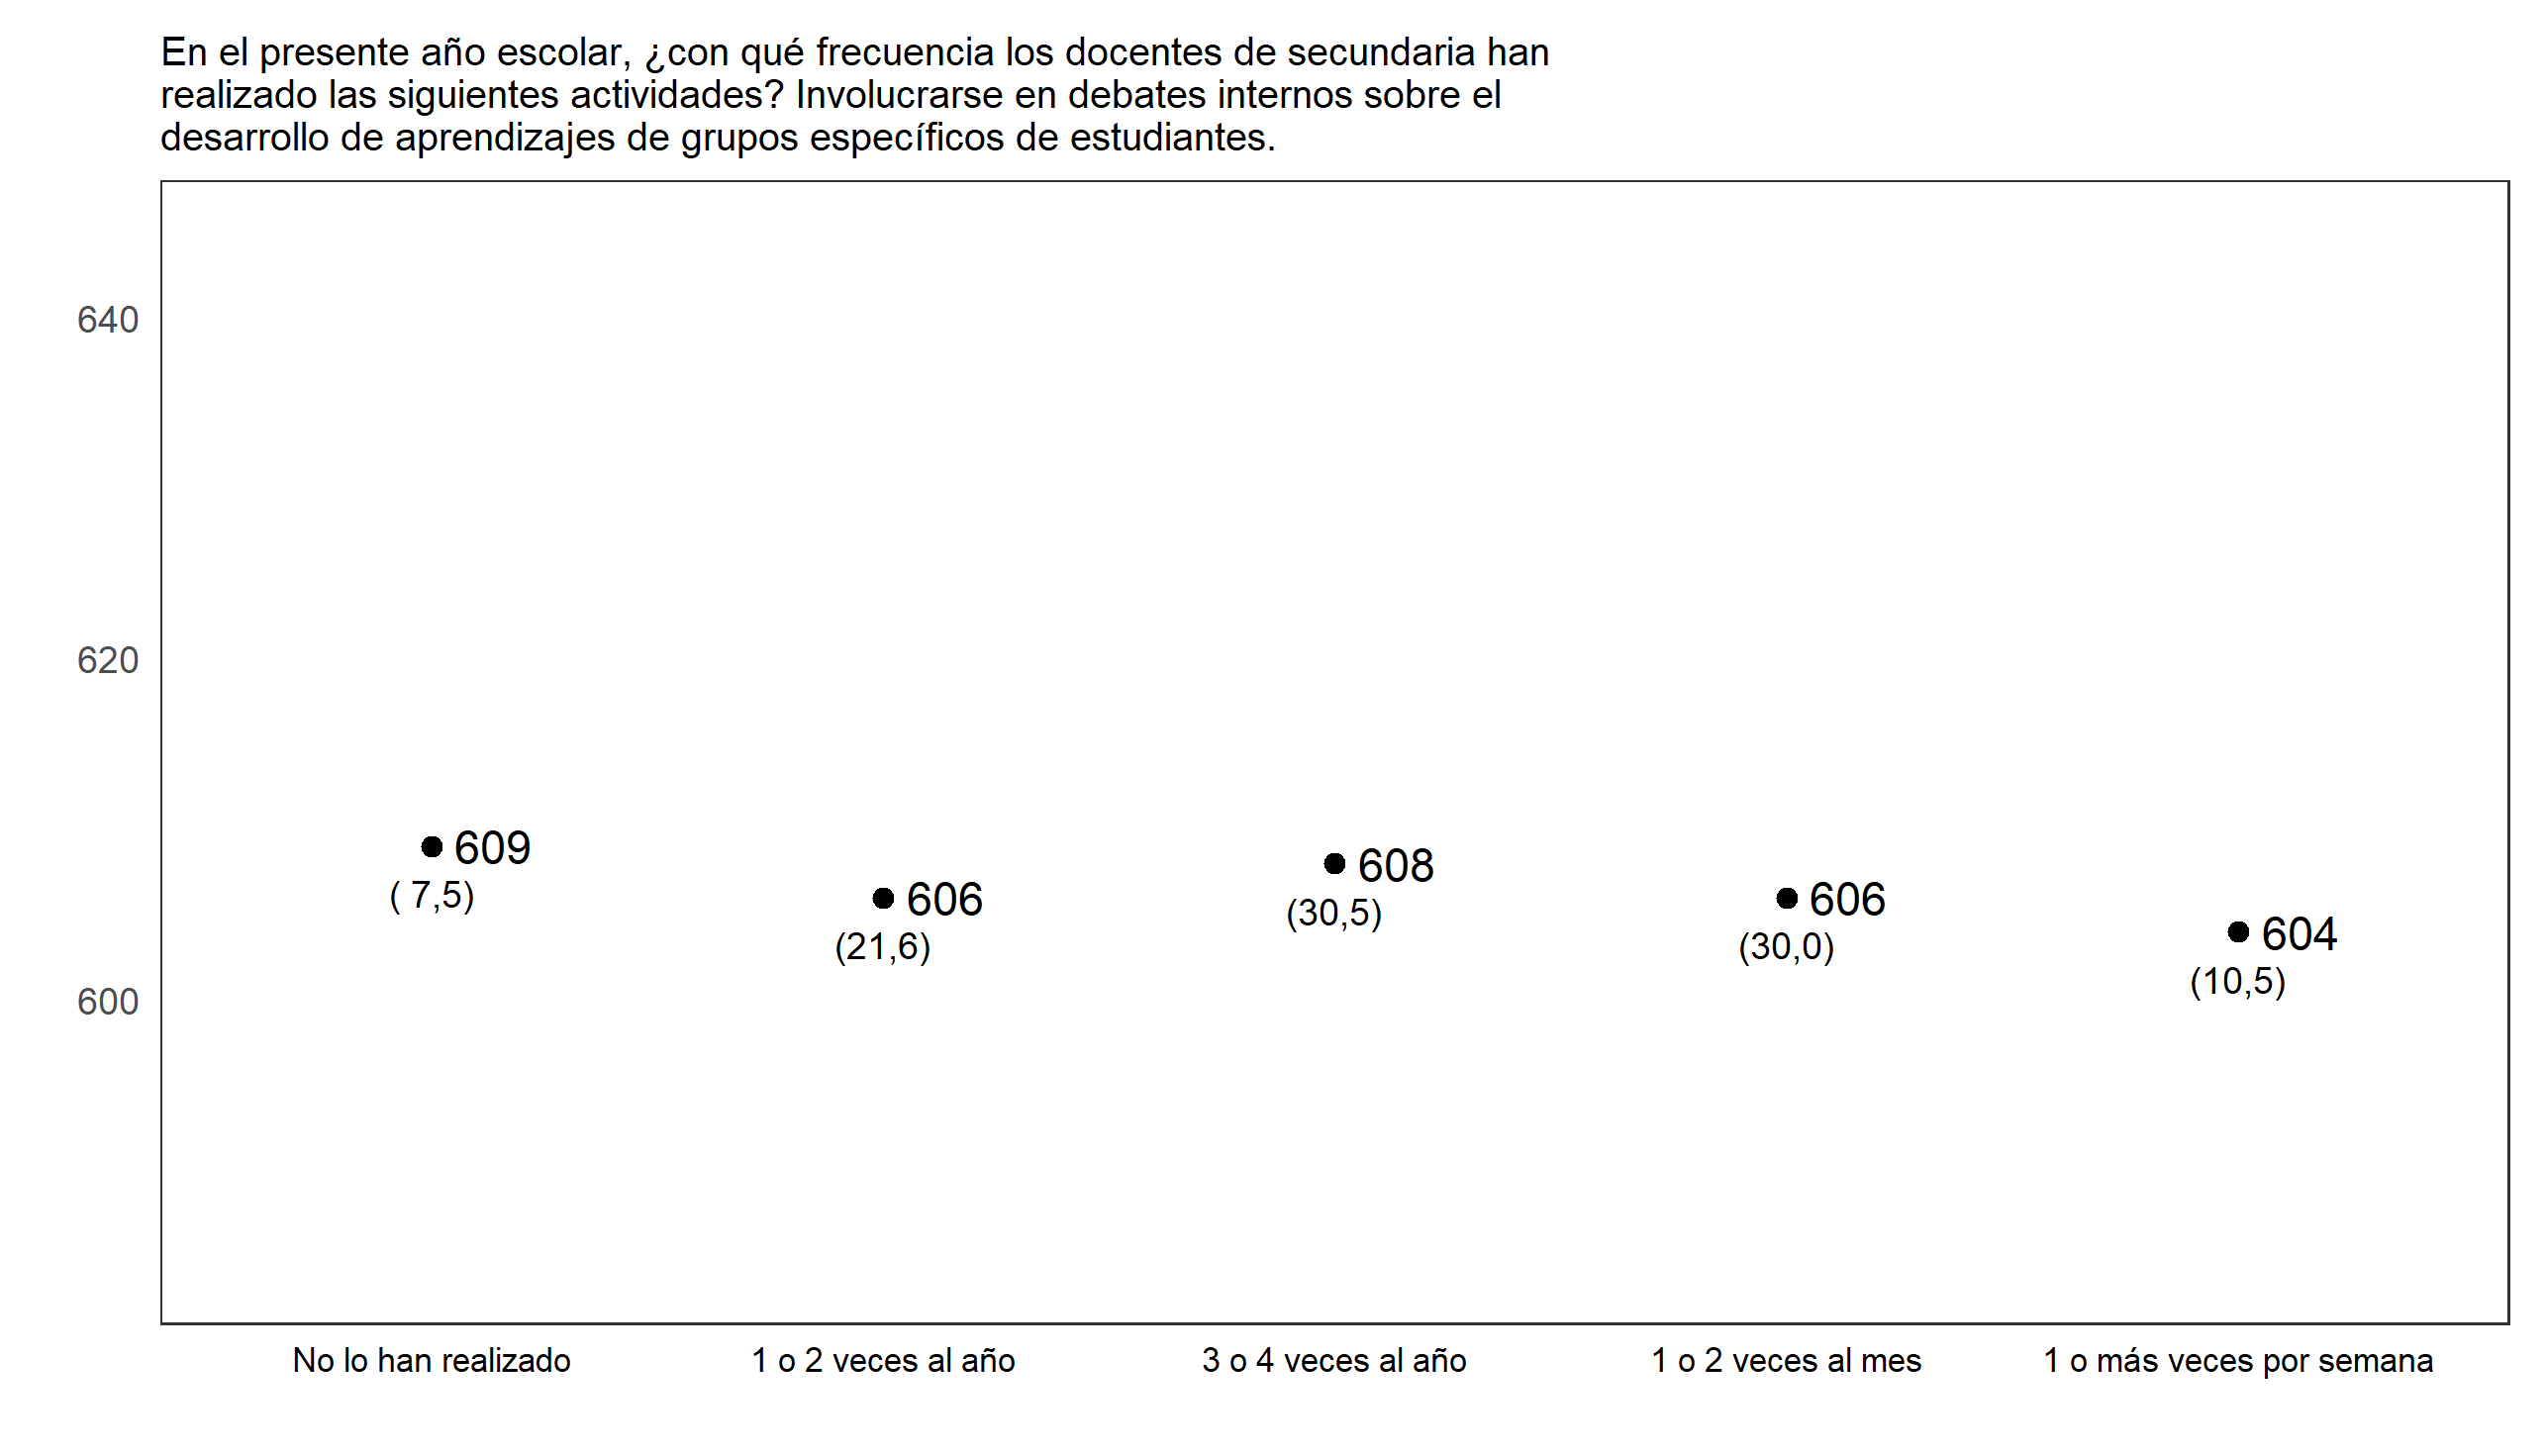 En el presente año escolar, ¿con qué frecuencia los docentes de secundaria han
realizado las siguientes actividades? Involucrarse en debates internos sobre el
desarrollo de aprendizajes de grupos específicos de estudiantes.
640
620
600
609
( 7,5)
606
(21,6)
608
(30,5)
606
(30,0)
604
(10,5)
No lo han realizado
1 o 2 veces al año
3 o 4 veces al año
1 o 2 veces al mes
1 o más veces por semana